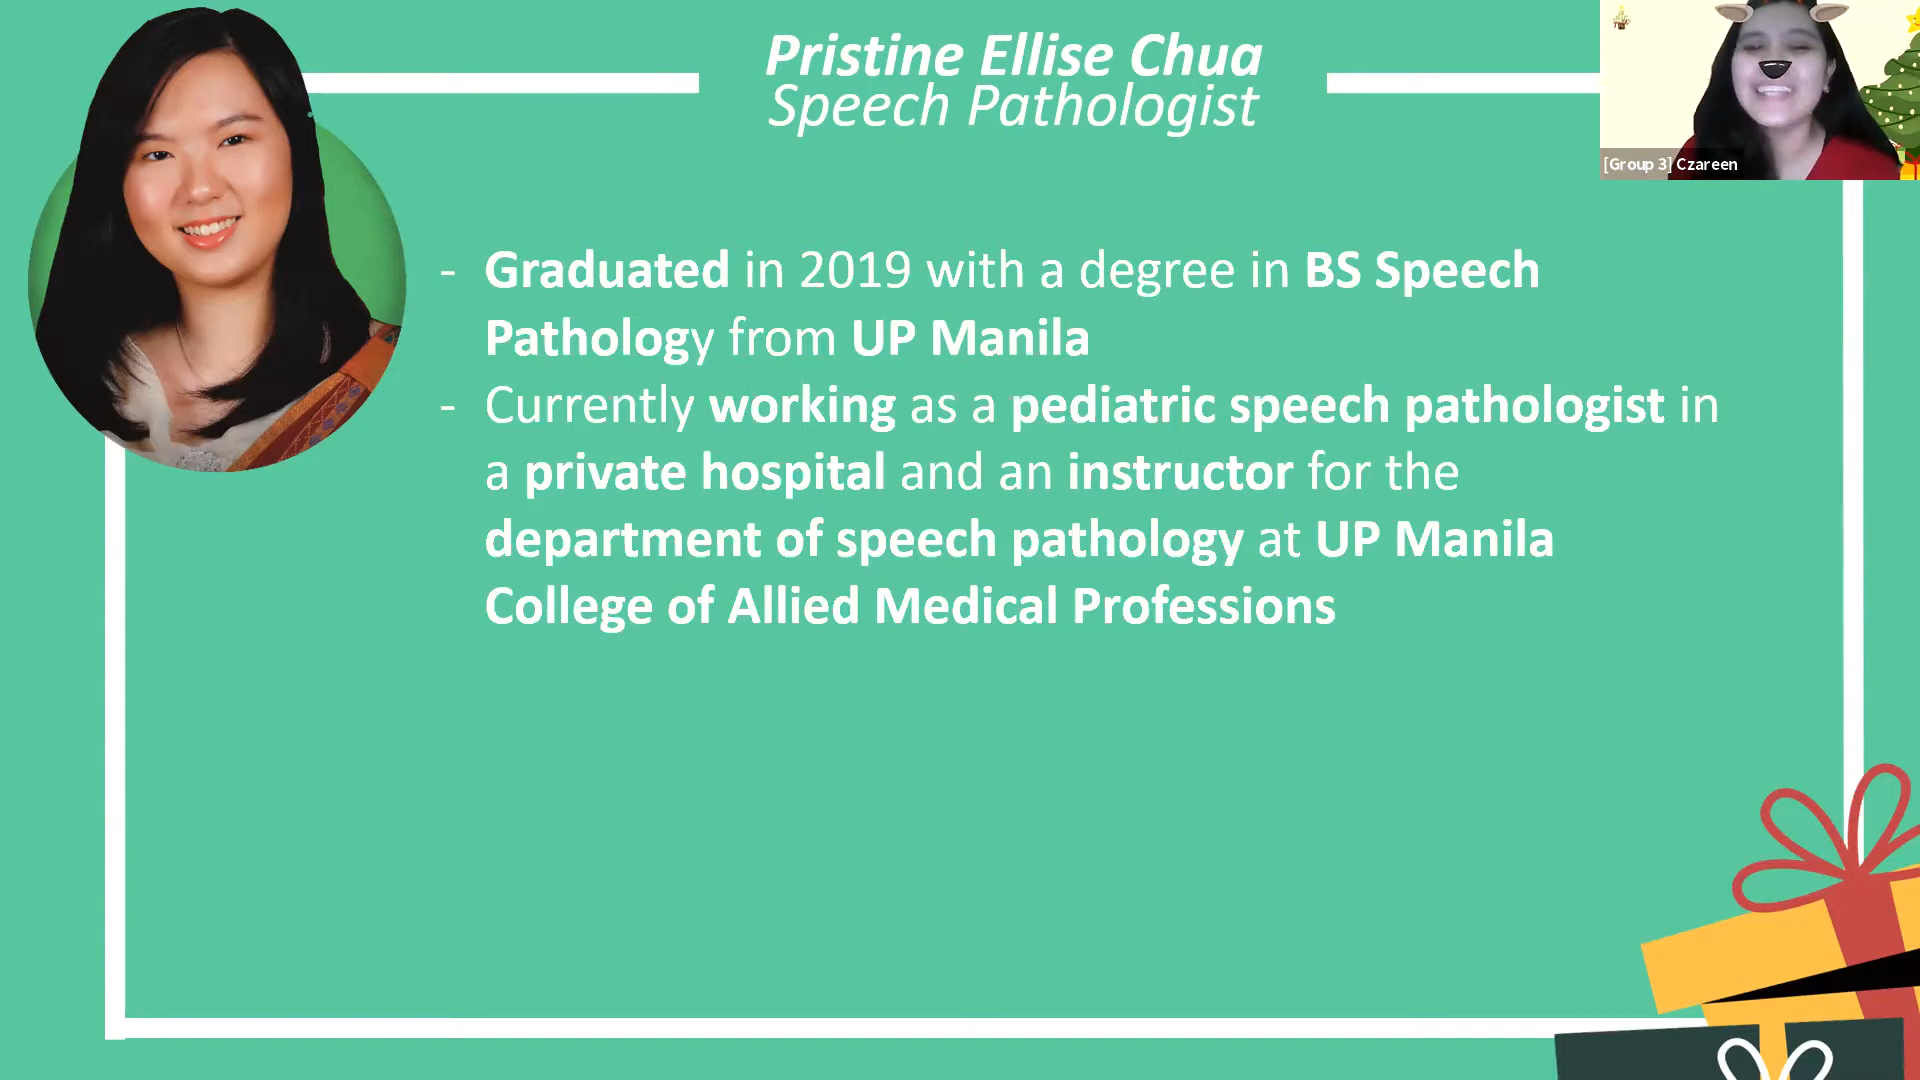 Pristine Ellise Chua
Speech Pathologist
[Group 3] Czareen
- Graduated in 2019 with a degree in BS Speech
Pathology from UP Manila
- Currently working as a pediatric speech pathologist in
a private hospital and an instructor for the
department of speech pathology at UP Manila
College of Allied Medical Professions